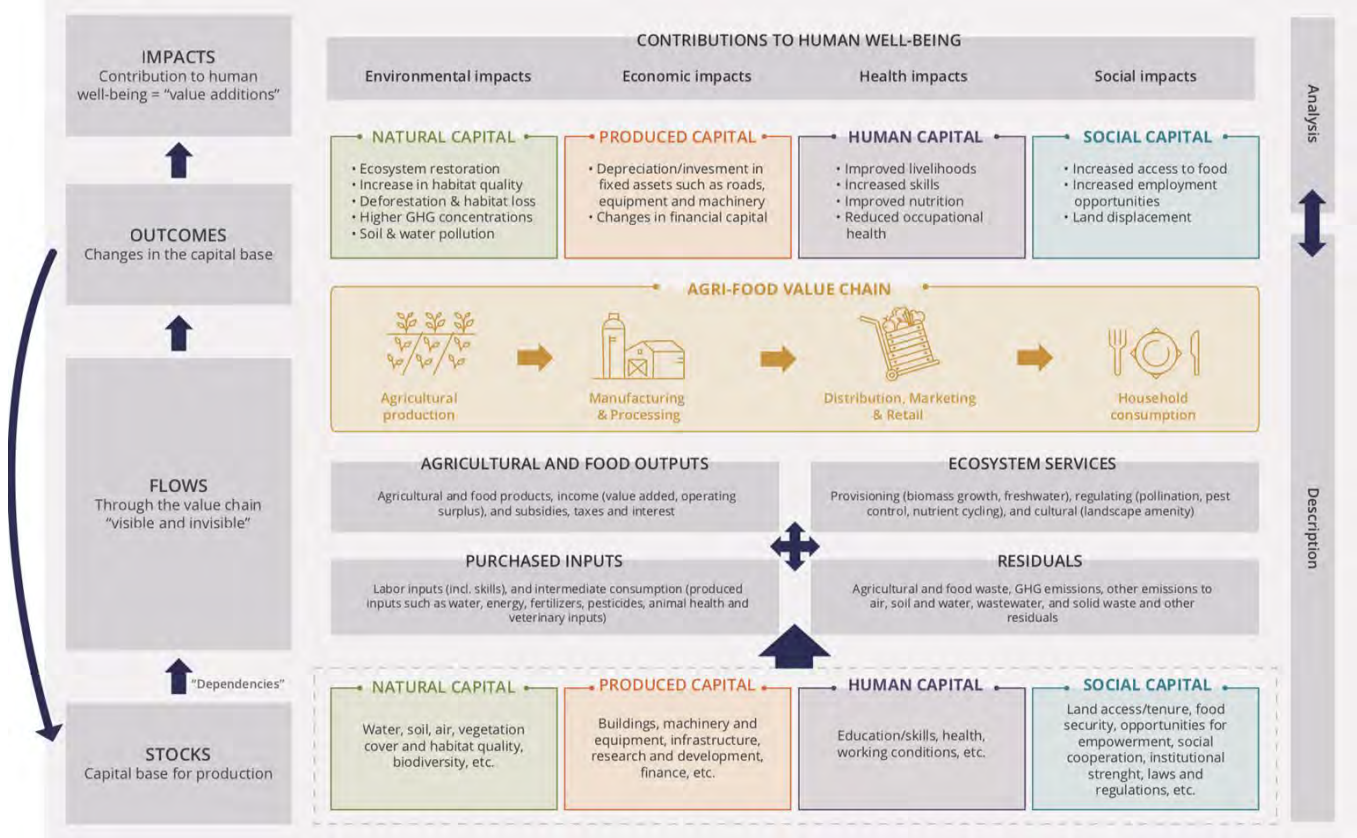 IMPACTS
Contribution to human
well-being = “value additions”
OUTCOMES
Changes in the capital base
FLOWS
Through the value chain
“visible and invisible”
“Dependencies”
STOCKS
Capital base for production
CONTRIBUTIONS TO HUMAN WELL-BEING
Environmental impacts
Economic impacts
Health impacts
Social impacts
NATURAL CAPITAL
• Ecosystem restoration
• Increase in habitat quality
• Deforestation & habitat loss
• Higher GHG concentrations
• Soil & water pollution
PRODUCED CAPITAL
• Depreciation/invesment in
fixed assets such as roads,
equipment and machinery
• Changes in financial capital
HUMAN CAPITAL
• Improved livelihoods
• Increased skills
• Improved nutrition
• Reduced occupational
health
SOCIAL CAPITAL
• Increased access to food
• Increased employment
opportunities
• Land displacement
AGRI-FOOD VALUE CHAIN
Agricultural
production
Manufacturing
& Processing
Distribution, Marketing
& Retail
Household
consumption
AGRICULTURAL AND FOOD OUTPUTS
Agricultural and food products, income (value added, operating
surplus), and subsidies, taxes and interest
ECOSYSTEM SERVICES
Provisioning (biomass growth, freshwater), regulating (pollination, pest
control, nutrient cycling), and cultural (landscape amenity)
PURCHASED INPUTS
Labor inputs (incl. skills), and intermediate consumption (produced
inputs such as water, energy, fertilizers, pesticides, animal health and
veterinary inputs)
RESIDUALS
Agricultural and food waste, GHG emissions, other emissions to
air, soil and water, wastewater, and solid waste and other
residuals
NATURAL CAPITAL
Water, soil, air, vegetation
cover and habitat quality,
biodiversity, etc.
PRODUCED CAPITAL
Buildings, machinery and
equipment, infrastructure,
research and development,
finance, etc.
HUMAN CAPITAL
Education/skills, health,
working conditions, etc.
SOCIAL CAPITAL
Land access/tenure, food
security, opportunities for
empowerment, social
cooperation, institutional
strenght, laws and
regulations, etc.
Analysis
Description